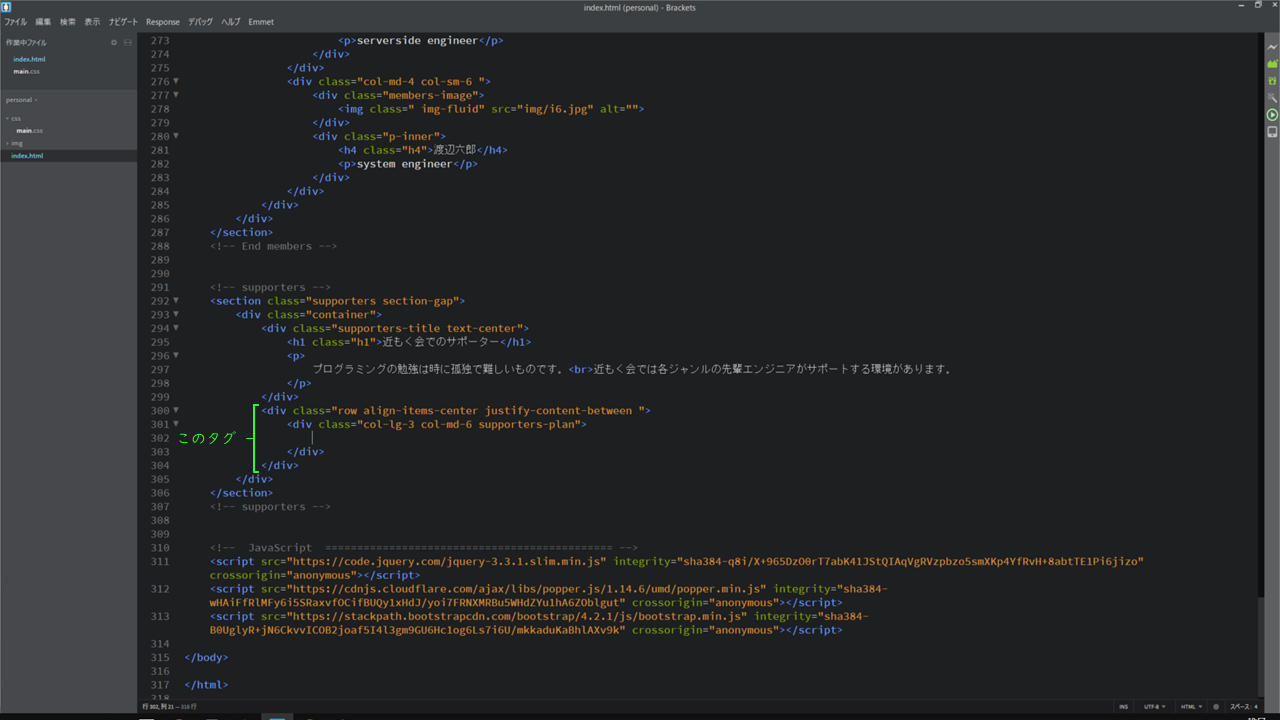 index.html (personal) - Brackets
ファイル 編集 検索 表示 ナビゲート Response デバッグ ヘルプ Emmet
作業中ファイル
index.html
main.css
personal
css
main.css
img
index.html
273 <p>serverside engineer</p>
274 </div>
275 </div>
276 <div class="col-md-4 col-sm-6 ">
277 <div class="members-image">
278 <img class=" img-fluid" src="img/i6.jpg" alt="">
279 </div>
280 <div class="p-inner">
281 <h4 class="h4">渡辺六郎</h4>
282 <p>system engineer</p>
283 </div>
284 </div>
285 </div>
286 </div>
287 </section>
288 <!-- End members -->
289
290
291 <!-- supporters -->
292 <section class="supporters section-gap">
293 <div class="container">
294 <div class="supporters-title text-center">
295 <h1 class="h1">近もく会でのサポーター</h1>
296 <p>
297 プログラミングの勉強は時に孤独で難しいものです。<br>近もく会では各ジャンルの先輩エンジニアがサポートする環境があります。
298 </p>
299 </div>
300 <div class="row align-items-center justify-content-between ">
301 <div class="col-lg-3 col-md-6 supporters-plan">
このタグ
302
303 </div>
304 </div>
305 </div>
306 </section>
307 <!-- supporters -->
308
309
310 <!-- JavaScript ============================================= -->
311 <script src="https://code.jquery.com/jquery-3.3.1.slim.min.js" integrity="sha384-q8i/X+965DzO0rT7abK41JStQIAqVgRVzpbzo5smXKp4YfRvH+8abtTE1Pi6jizo"
crossorigin="anonymous"></script>
312 <script src="https://cdnjs.cloudflare.com/ajax/libs/popper.js/1.14.6/umd/popper.min.js" integrity="sha384-
wHAiFfRlMFy6i5SRaxvfOCifBUQy1xHdJ/yoi7FRNXMRBu5WHdZYu1hA6ZOblgut" crossorigin="anonymous"></script>
313 <script src="https://stackpath.bootstrapcdn.com/bootstrap/4.2.1/js/bootstrap.min.js" integrity="sha384-
B0UglyR+jN6CkvvICOB2joaf5I4l3gm9GU6Hc1og6Ls7i6U/mkkaduKaBhlAXv9k" crossorigin="anonymous"></script>
314
315 </body>
316
317 </html>
318
行 302, 列 21 — 318 行
INS UTF-8 HTML スペース: 4